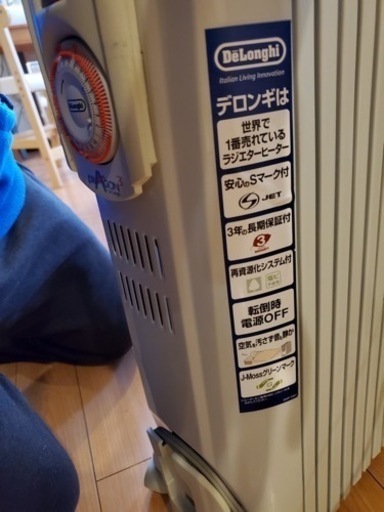 DeLonghi
Italian Living Innovation
デロンギは
世界で
1番売れている
ラジエターヒーター
安心のSマーク付
S JET
3年の長期保証付
3
再資源化システム付
転倒時
電源OFF
空気を汚さず音も静か
J-Mossグリーンマーク
DeLonghi